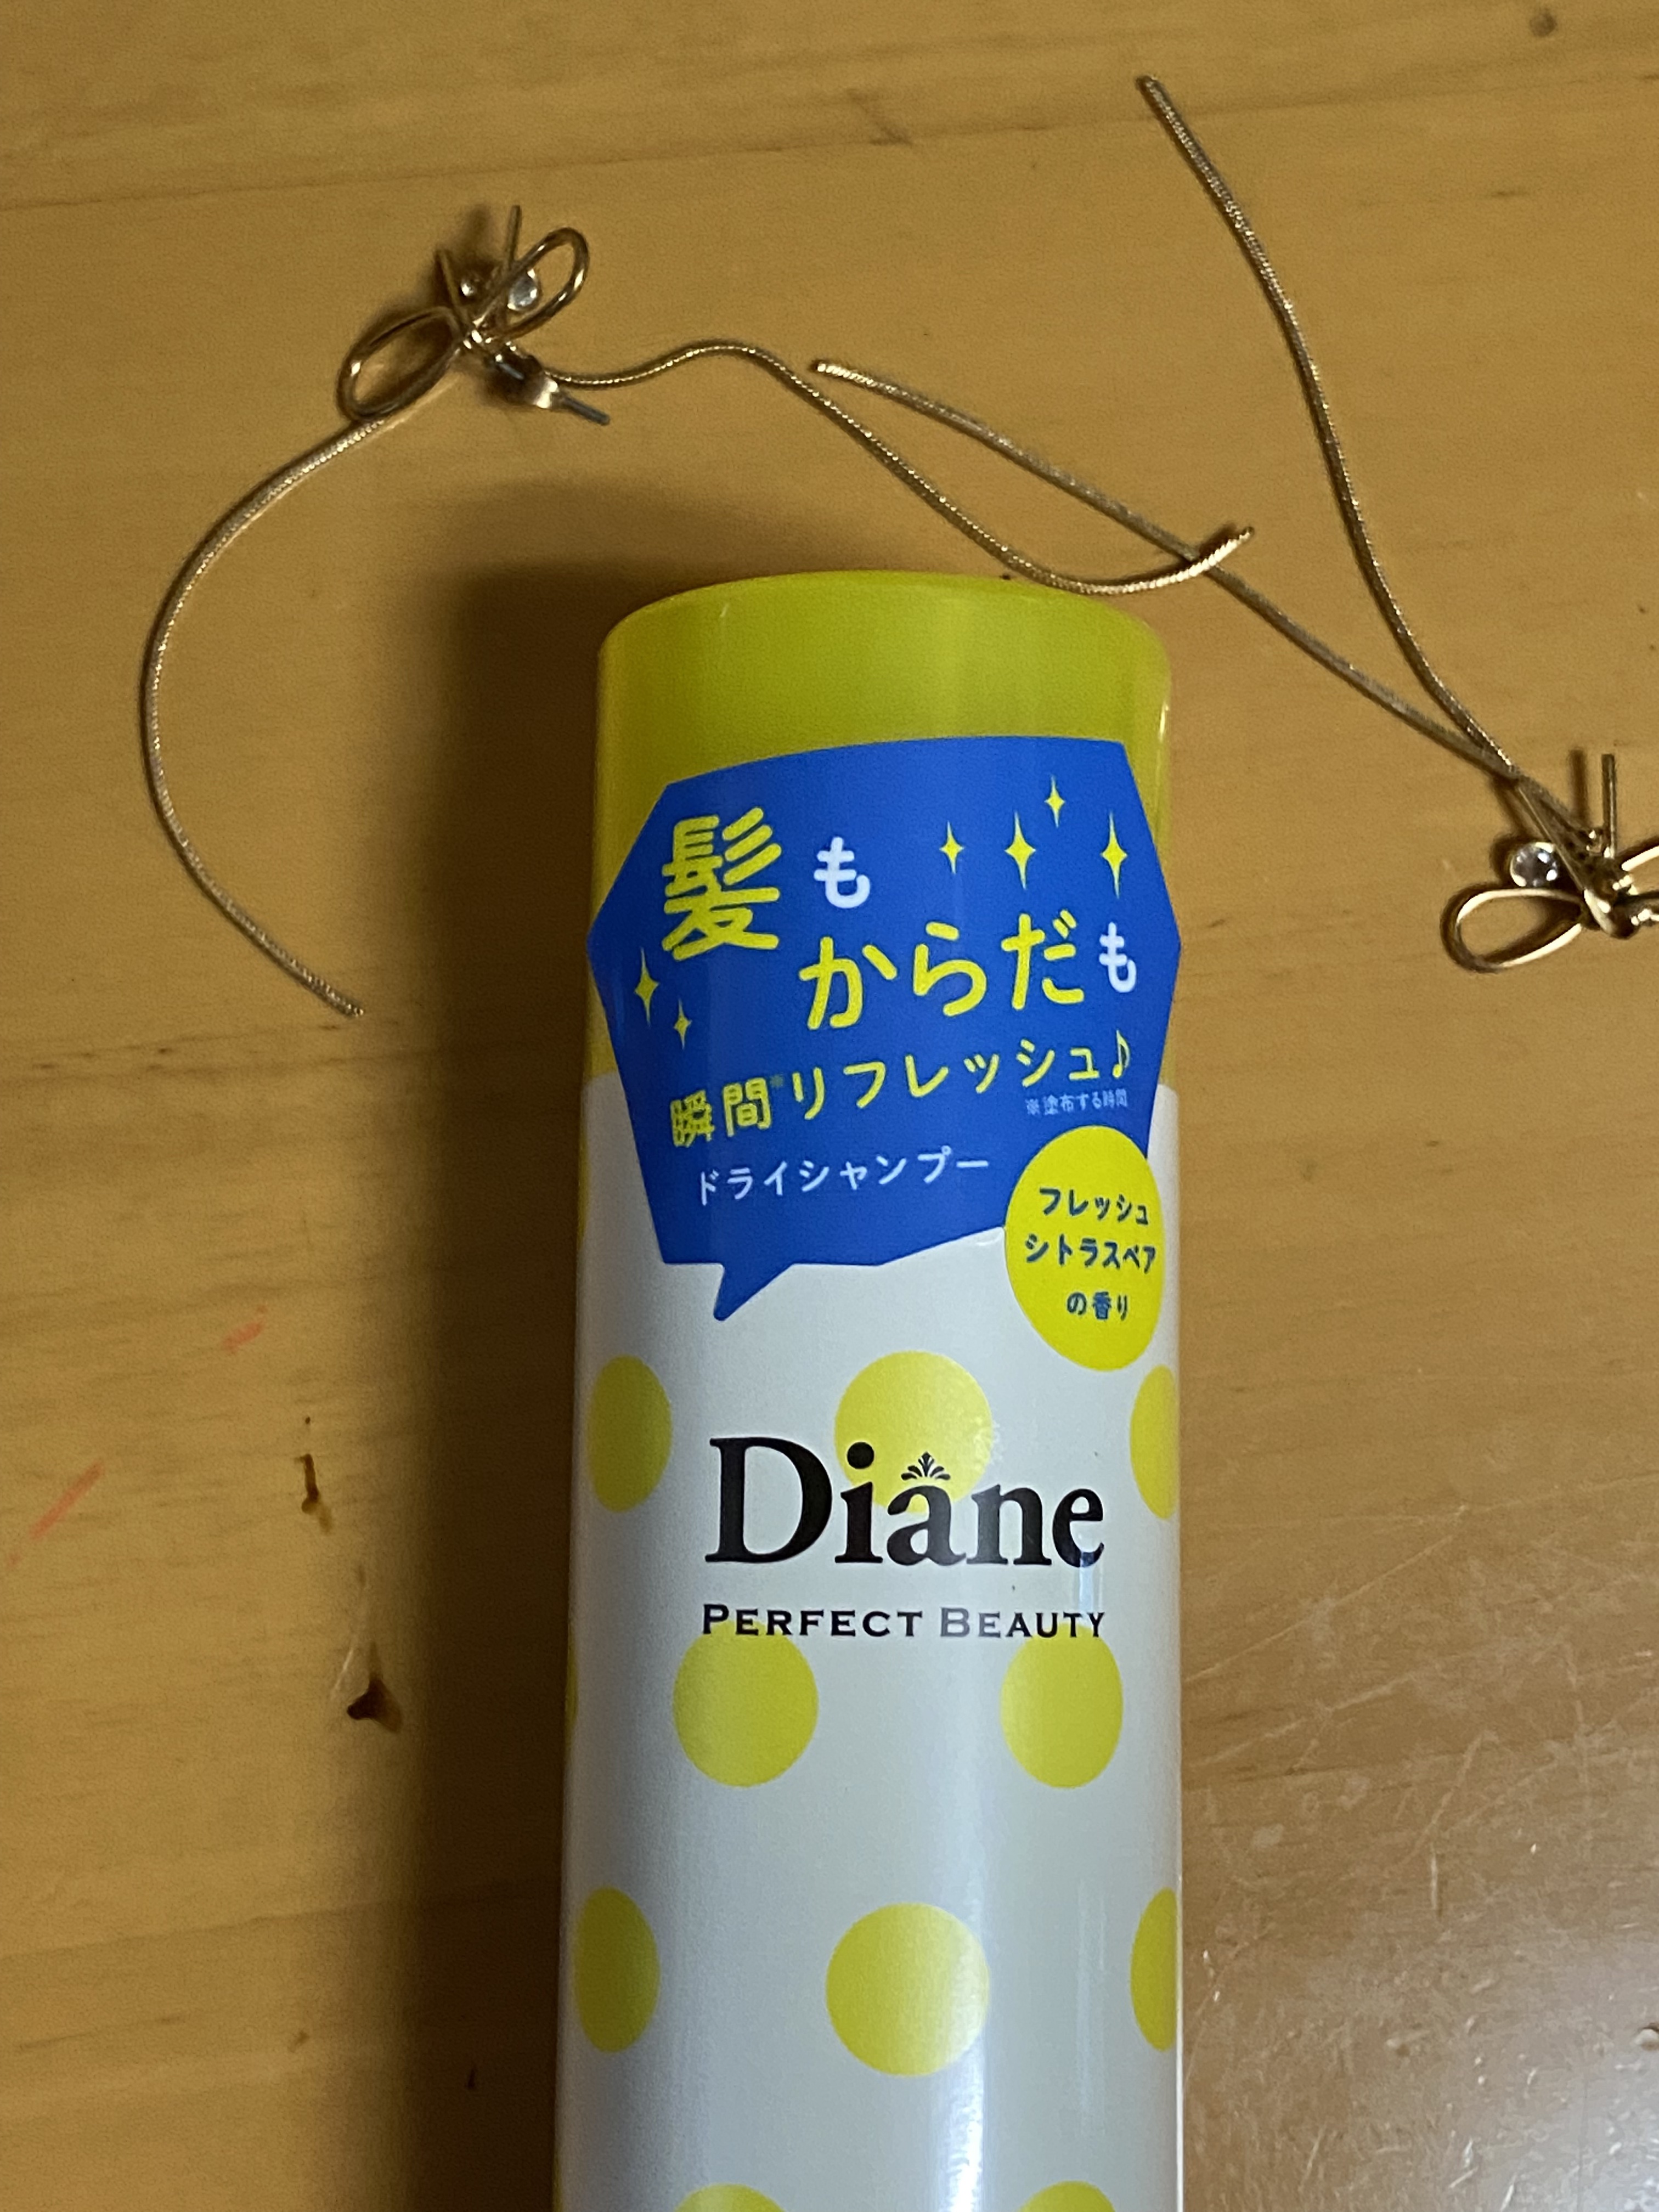 髪も
からだも
瞬間※リフレッシュ♪
※塗布する時間
ドライシャンプー
フレッシュ
シトラスペア
の香り
Diane
PERFECT BEAUTY